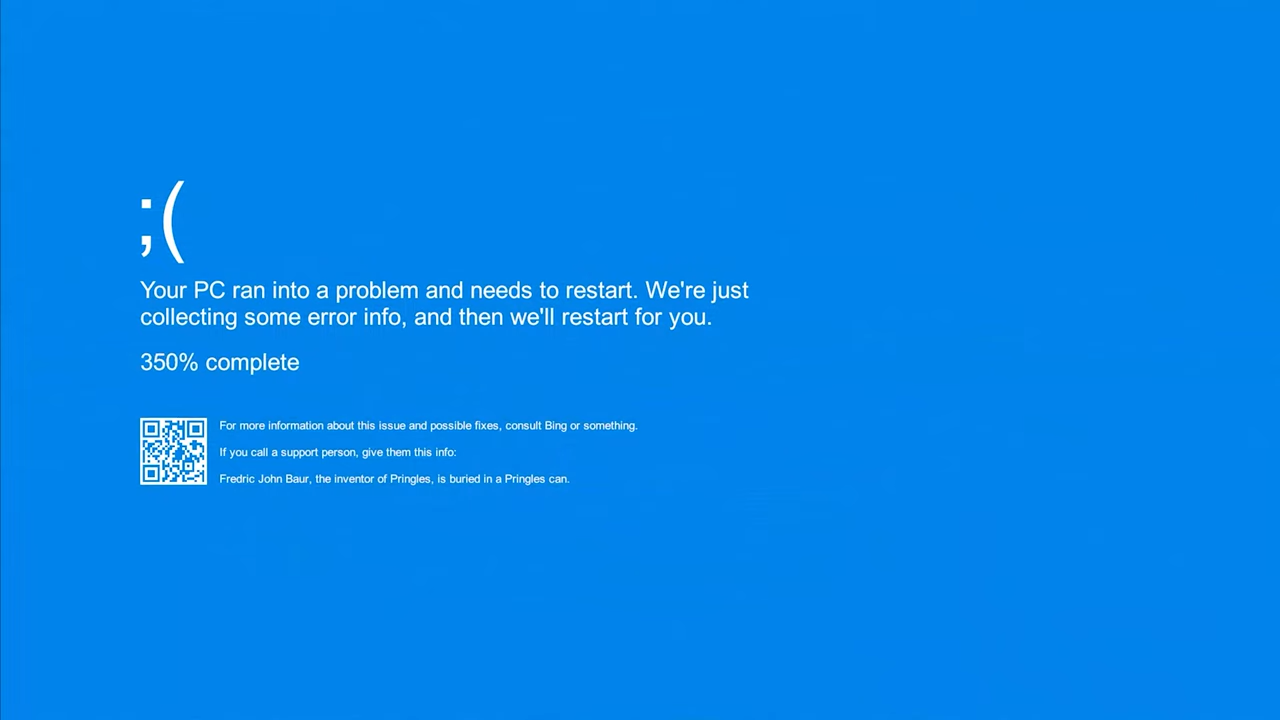 ;(
Your PC ran into a problem and needs to restart. We're just
collecting some error info, and then we'll restart for you.
350% complete
For more information about this issue and possible fixes, consult Bing or something.
If you call a support person, give them this info:
Fredric John Baur, the inventor of Pringles, is buried in a Pringles can.